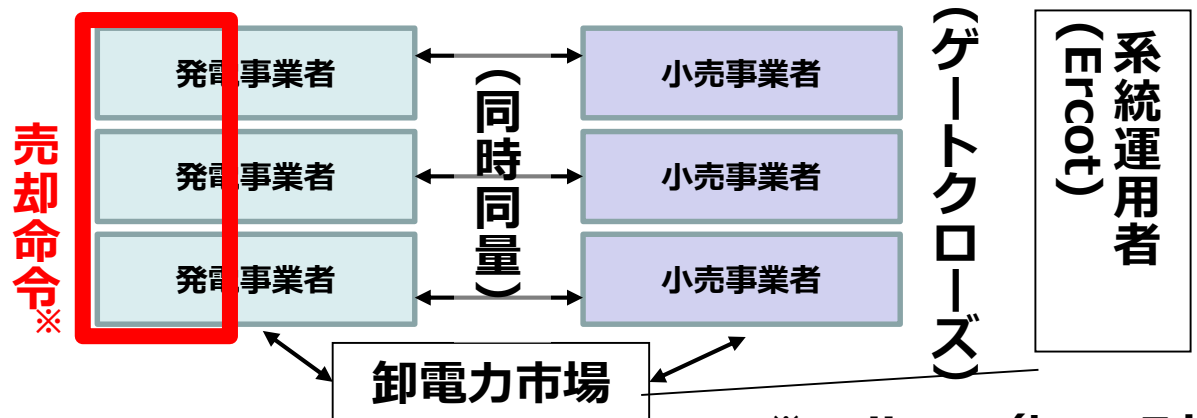 売却命令※
発電事業者
発電事業者
発電事業者
(同時同量)
小売事業者
小売事業者
小売事業者
(ゲートクローズ)
系統運用者
(Ercot)
卸電力市場
※